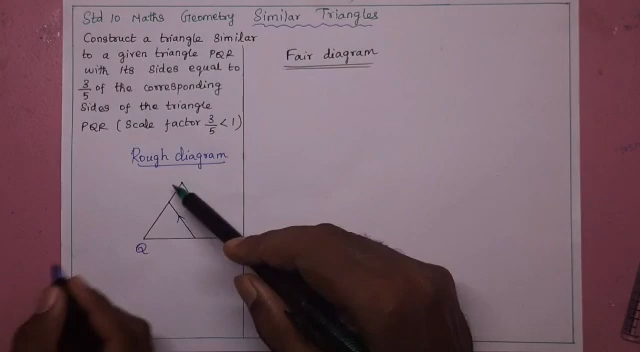 Std 10 Maths Geometry Similar Triangles
Construct a triangle similar
to a given triangle PQR
with its sides equal to
3/5 of the corresponding
sides of the triangle
PQR (Scale factor 3/5 < 1)
Fair diagram
Rough diagram
Q